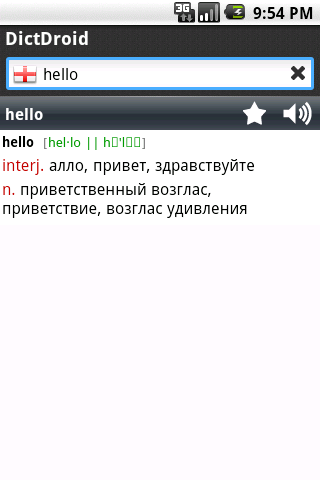 3G 9:54 PM
DictDroid
hello
hello
hello [hel·lo || h▯'l▯▯]
interj. алло, привет, здравствуйте
n. приветственный возглас,
приветствие, возглас удивления